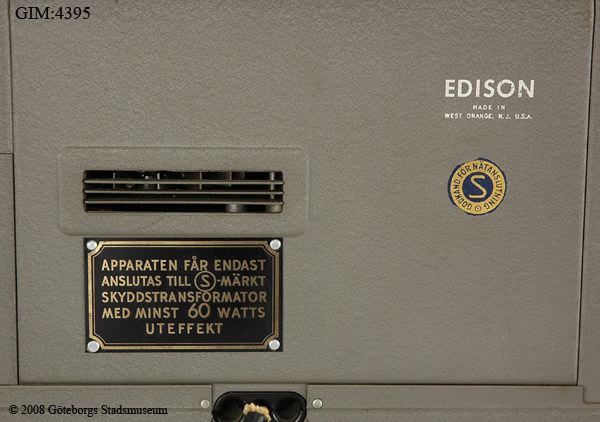 GIM:4395
EDISON
MADE IN
WEST ORANGE, N.J. U.S.A.
GODKÄND FÖR NÄTANSLUTNING
S
APPARATEN FÅR ENDAST
ANSLUTAS TILL S-MÄRKT
SKYDDSTRANSFORMATOR
MED MINST 60 WATTS
UTEFFEKT
© 2008 Göteborgs Stadsmuseum